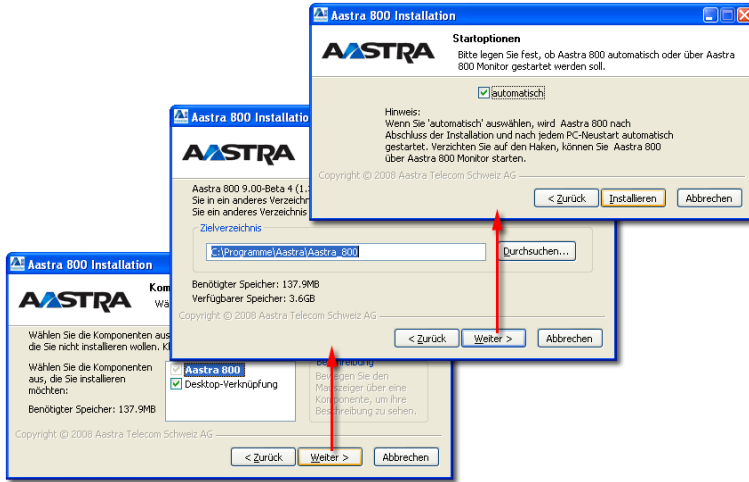 Aastra 800 Installation
AASTRA
Startoptionen
Bitte legen Sie fest, ob Aastra 800 automatisch oder über Aastra
800 Monitor gestartet werden soll.
automatisch
Hinweis:
Wenn Sie 'automatisch' auswählen, wird Aastra 800 nach
Abschluss der Installation und nach jedem PC-Neustart automatisch
gestartet. Verzichten Sie auf den Haken, können Sie Aastra 800
über Aastra 800 Monitor starten.
Copyright © 2008 Aastra Telecom Schweiz AG
< Zurück Installieren Abbrechen
Aastra 800 Installatio
AASTRA
Aastra 800 9.00-Beta 4 (1.
Sie in ein anderes Verzeichn
Sie ein anderes Verzeichnis
Zielverzeichnis
C:\Programme\Aastra\Aastra_800
Durchsuchen...
Benötigter Speicher: 137.9MB
Verfügbarer Speicher: 3.6GB
Copyright © 2008 Aastra Telecom Schweiz AG
< Zurück Weiter > Abbrechen
Aastra 800 Installation
AASTRA
Kom
Wä
Wählen Sie die Komponenten aus
die Sie nicht installieren wollen. Kl
Wählen Sie die Komponenten
aus, die Sie installieren
möchten:
Aastra 800
Desktop-Verknüpfung
Beschreibung
Bewegen Sie den
Mauszeiger über eine
Komponente, um ihre
Beschreibung zu sehen.
Benötigter Speicher: 137.9MB
Copyright © 2008 Aastra Telecom Schweiz AG
< Zurück Weiter > Abbrechen